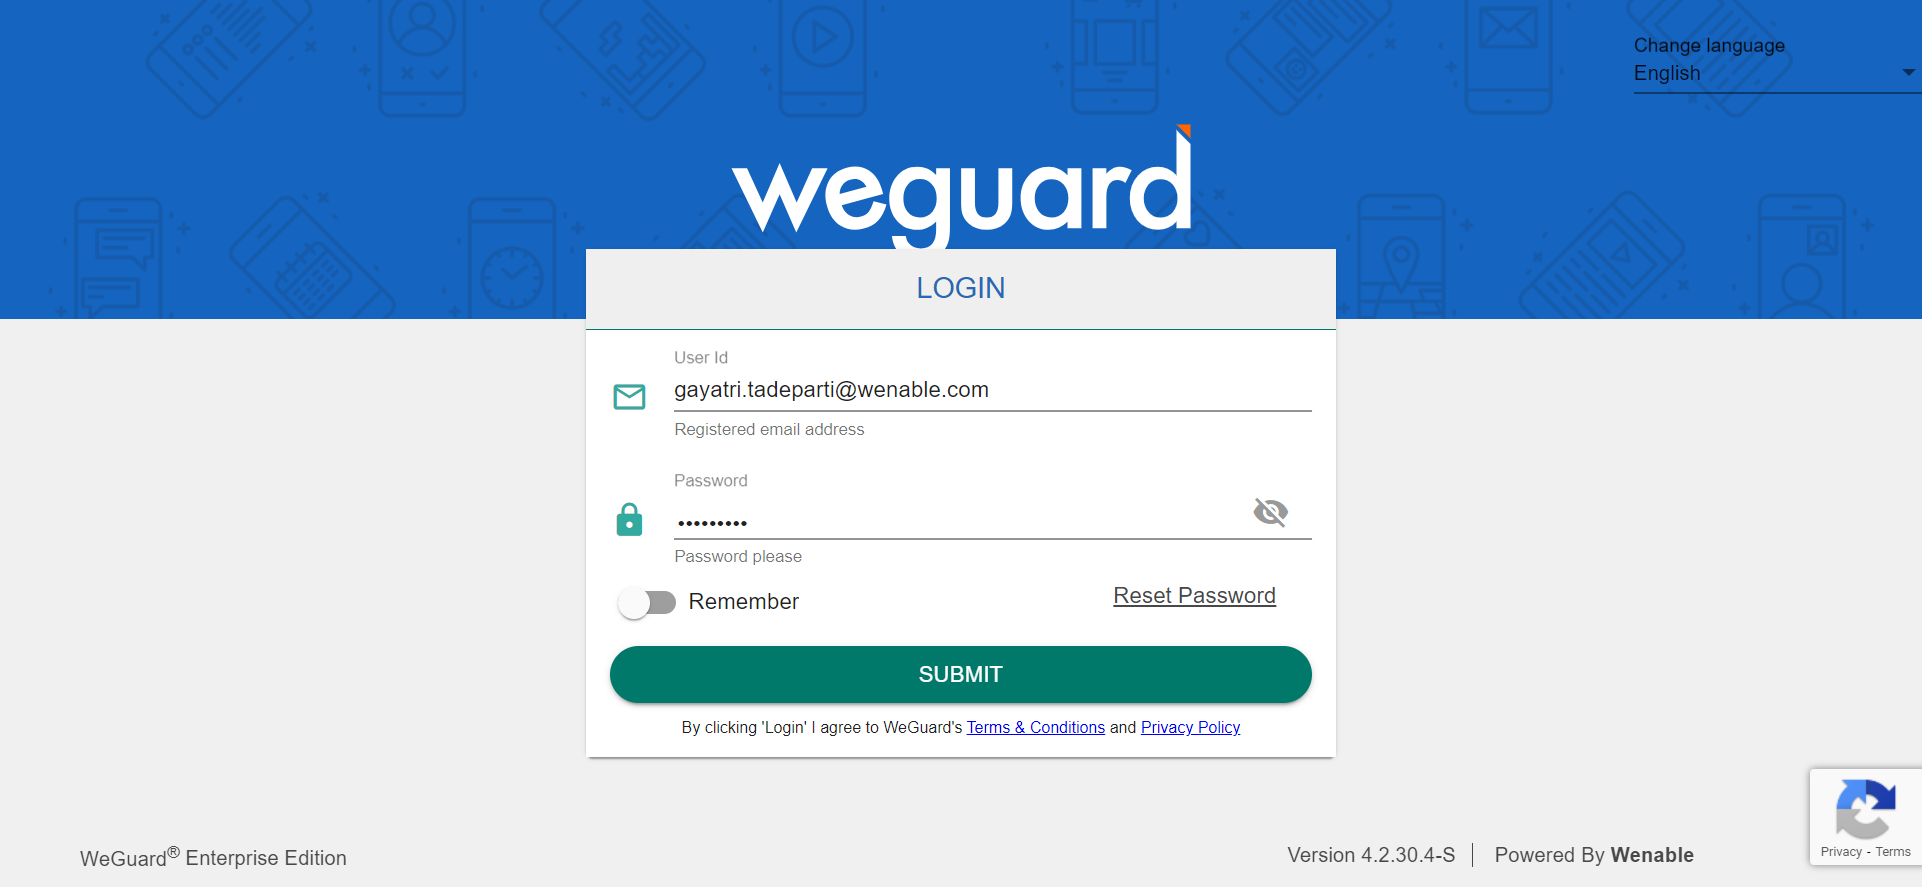 Change language
English
weguard
LOGIN
User Id
gayatri.tadeparti@wenable.com
Registered email address
Password
•••••••••
Password please
Remember
Reset Password
SUBMIT
By clicking 'Login' I agree to WeGuard's Terms & Conditions and Privacy Policy
Privacy - Terms
WeGuard® Enterprise Edition
Version 4.2.30.4-S | Powered By Wenable